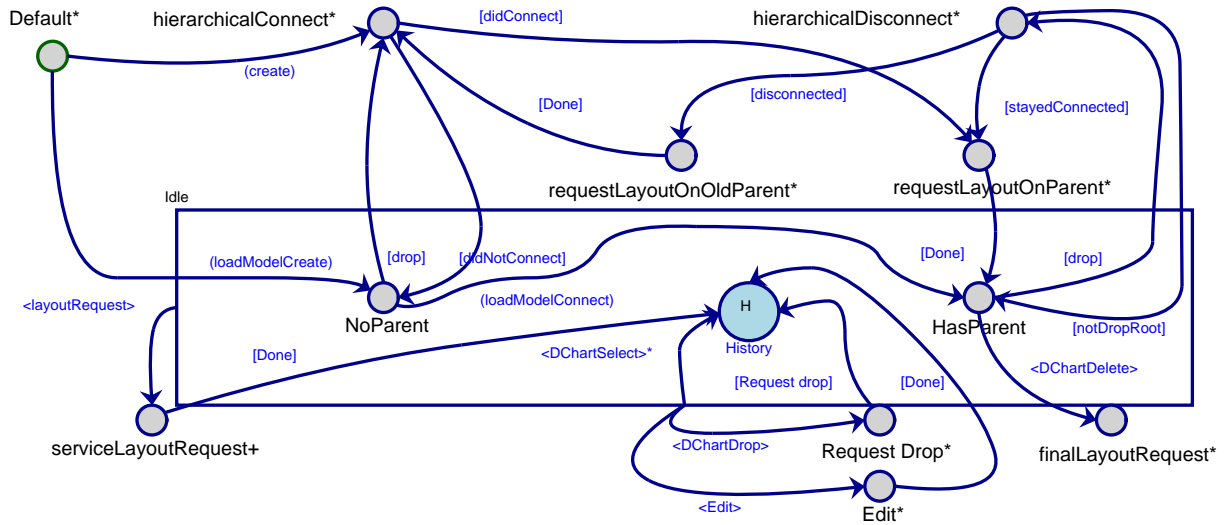 Default*
hierarchicalConnect*
[didConnect]
hierarchicalDisconnect*
(create)
[Done]
[disconnected]
[stayedConnected]
requestLayoutOnOldParent*
requestLayoutOnParent*
Idle
(loadModelCreate)
[drop]
[didNotConnect]
[Done]
[drop]
<layoutRequest>
(loadModelConnect)
H
NoParent
HasParent
[notDropRoot]
History
[Done]
<DChartSelect>*
[Request drop]
[Done]
<DChartDelete>
serviceLayoutRequest+
<DChartDrop>
Request Drop*
finalLayoutRequest*
<Edit>
Edit*